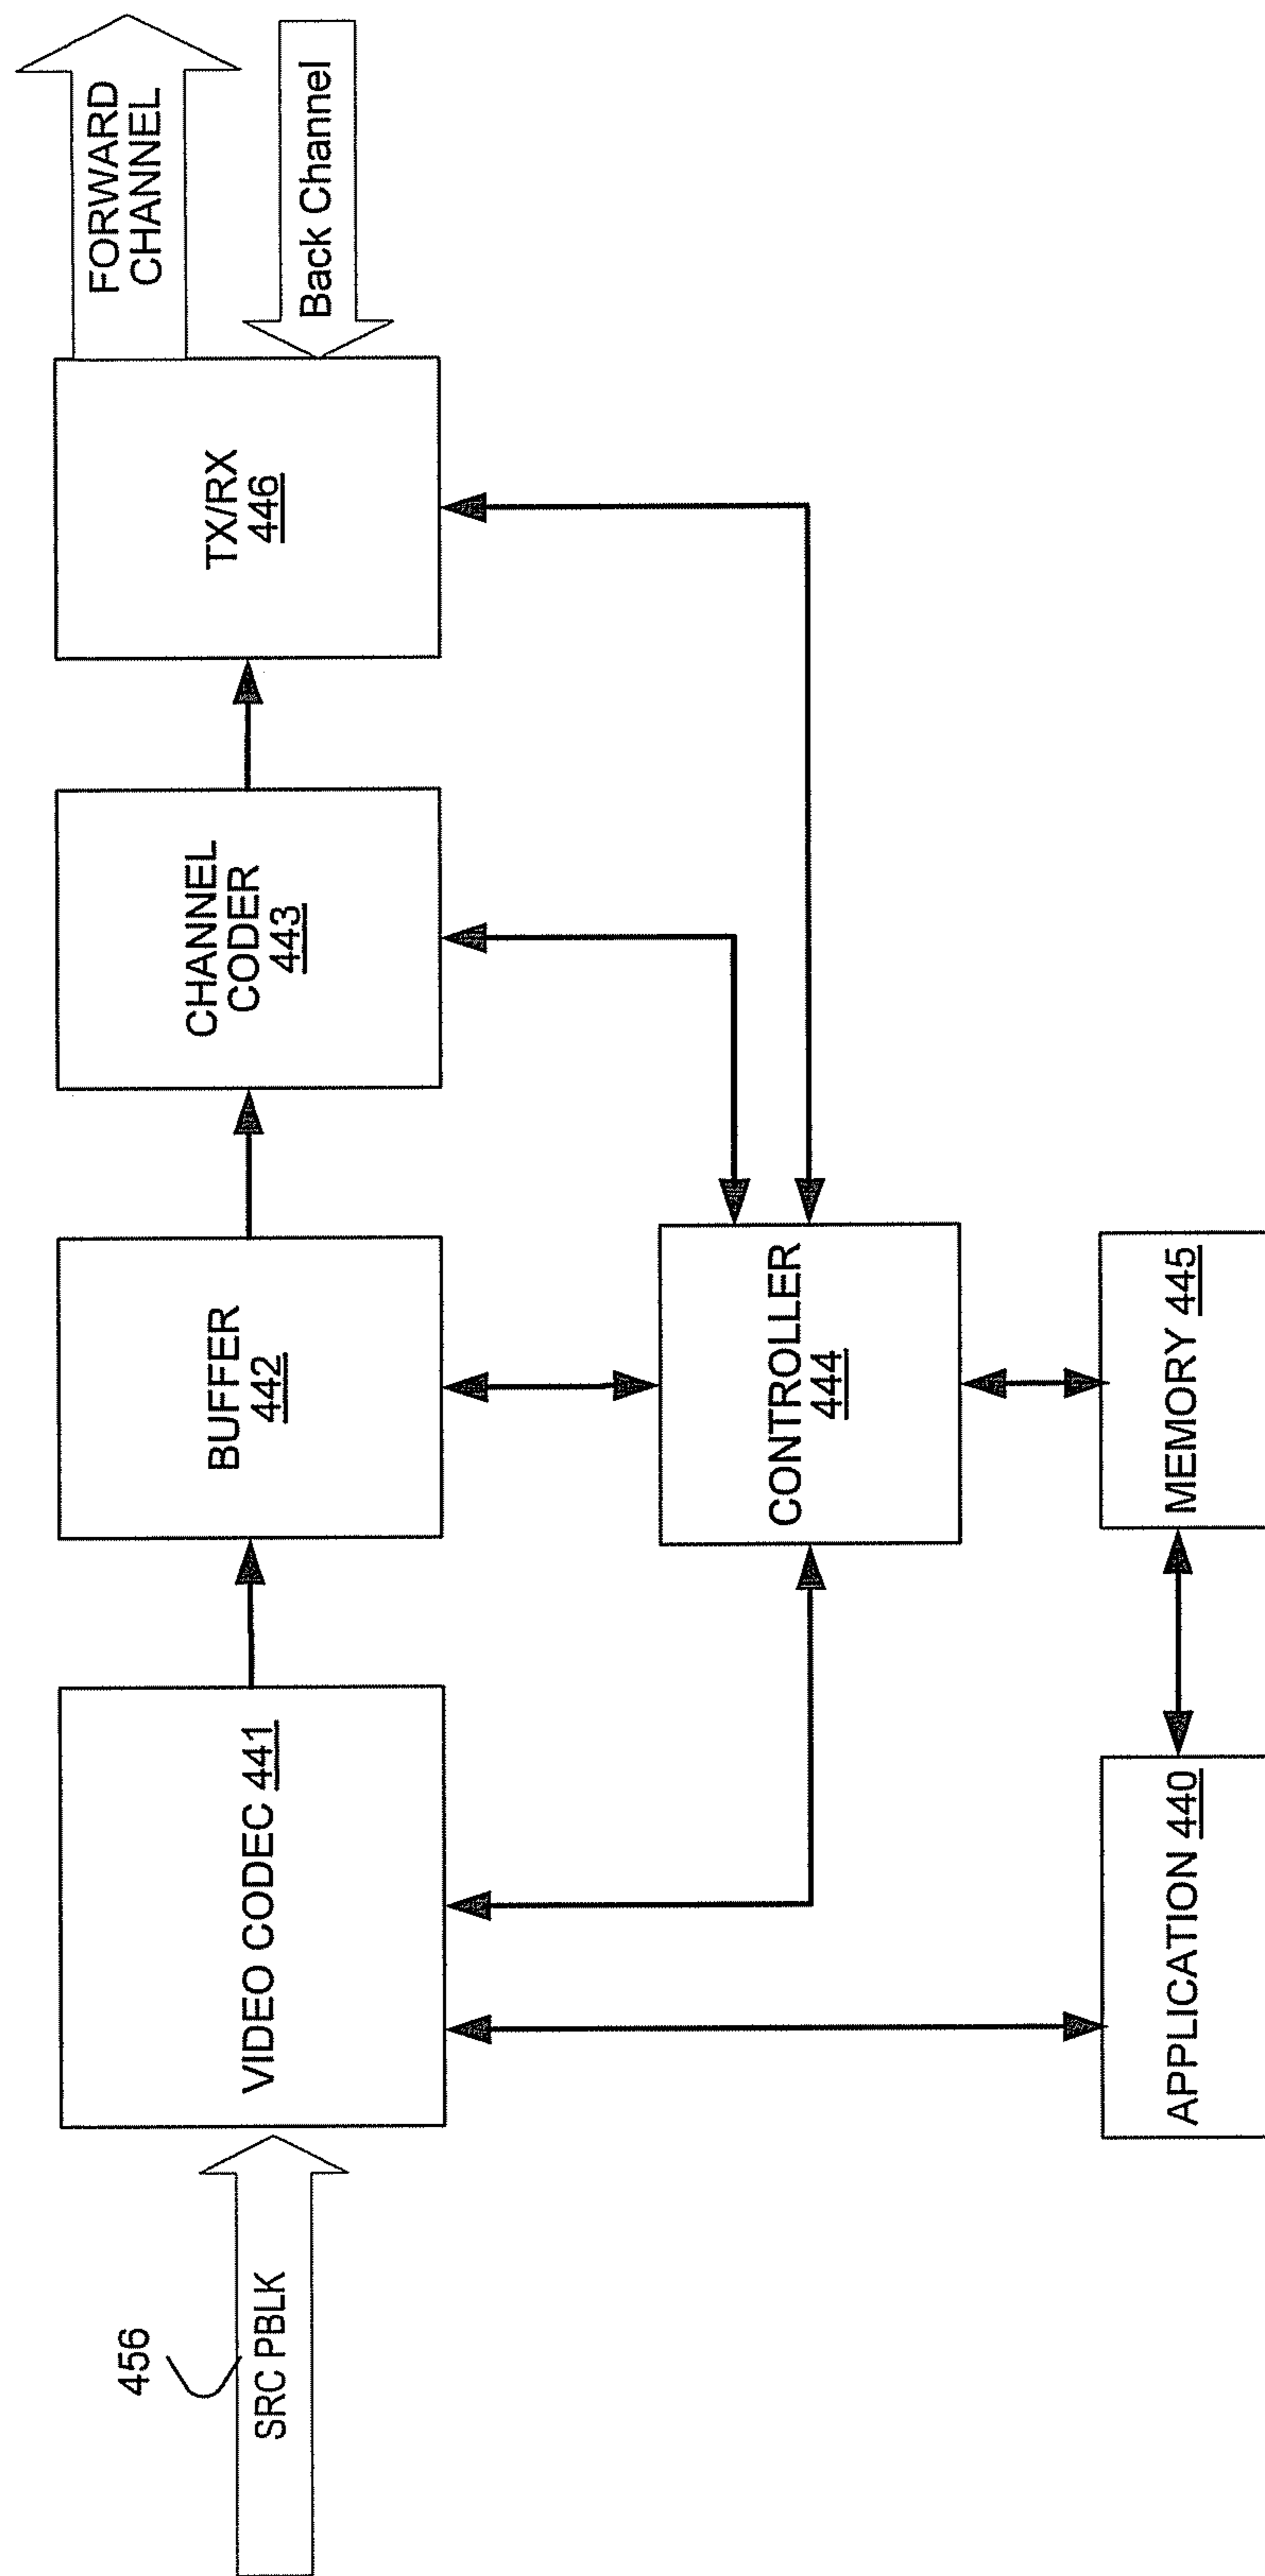 456
SRC PBLK
VIDEO CODEC 441
BUFFER
442
CHANNEL
CODER
443
TX/RX
446
FORWARD
CHANNEL
Back Channel
CONTROLLER
444
APPLICATION 440
MEMORY 445